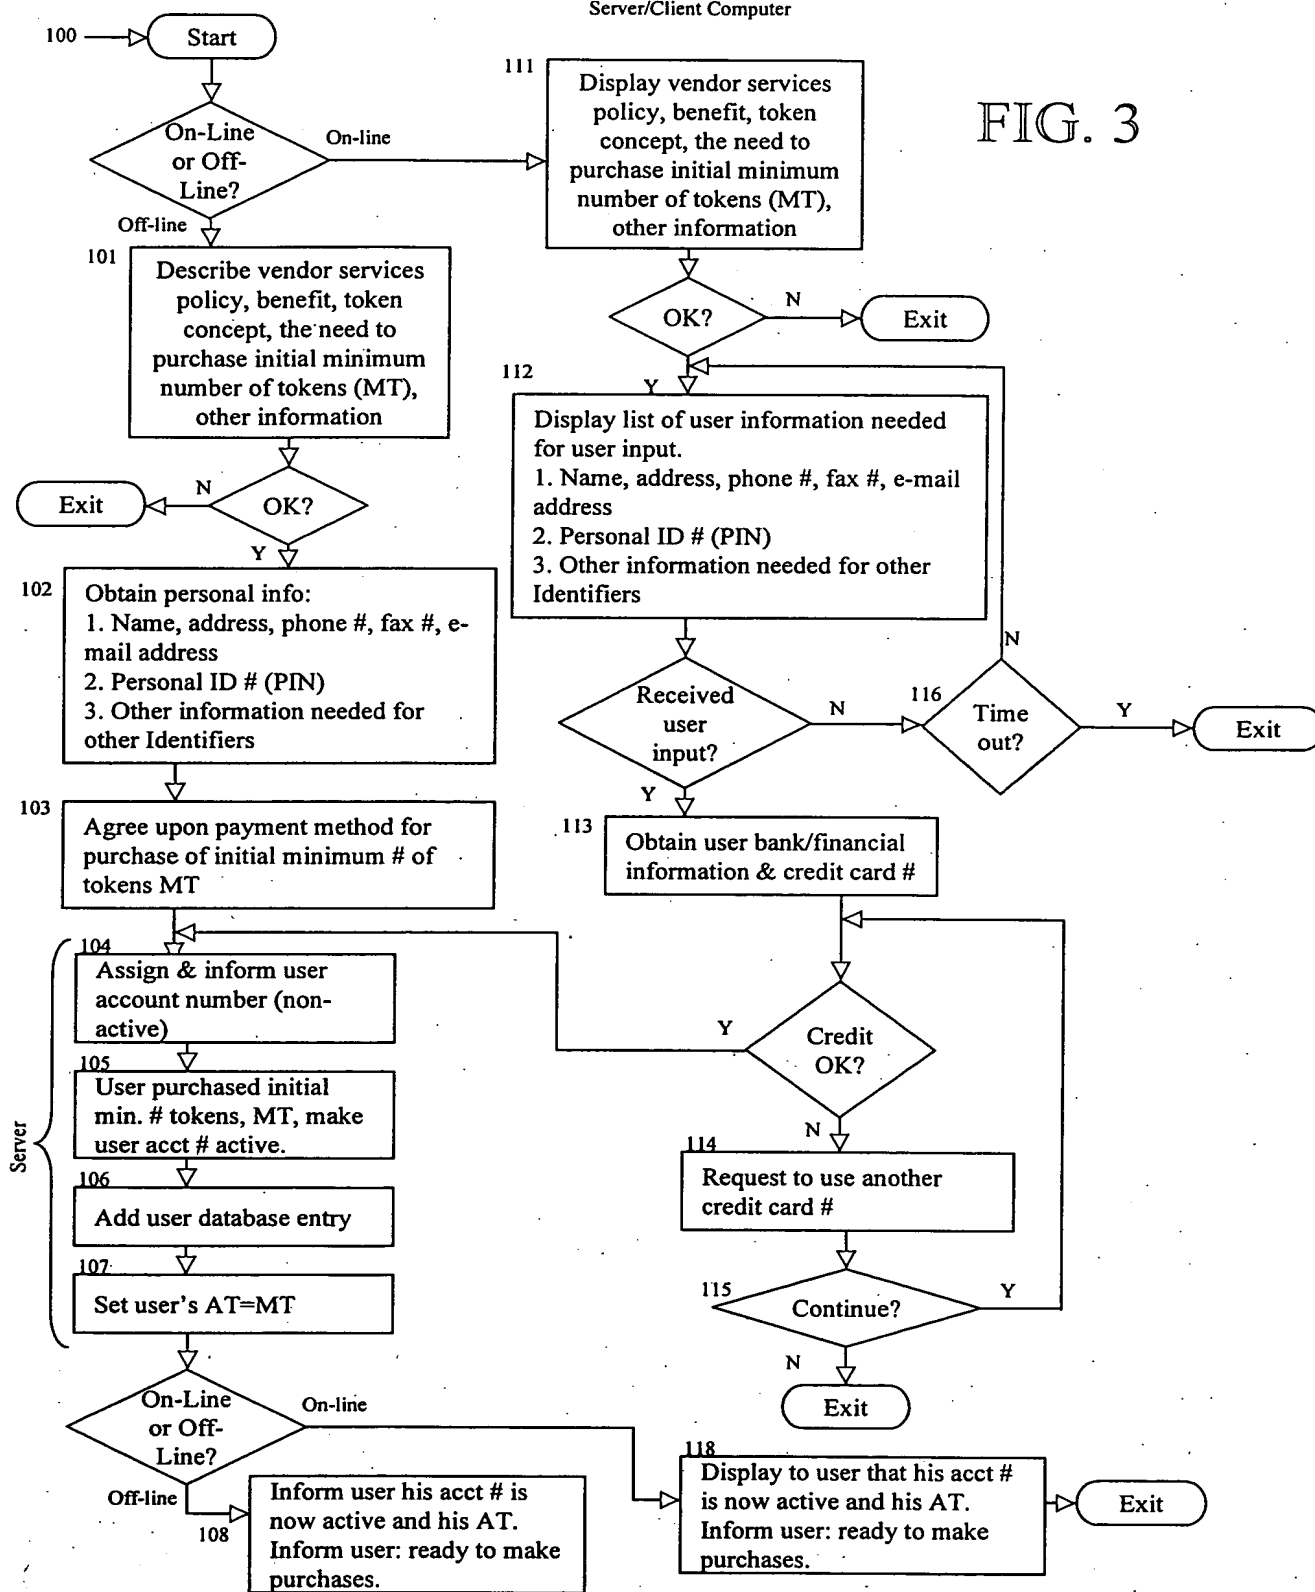 Server/Client Computer
FIG. 3
100
Start
On-Line
or Off-
Line?
On-line
Off-line
111
Display vendor services
policy, benefit, token
concept, the need to
purchase initial minimum
number of tokens (MT),
other information
OK?
N
Exit
Y
101
Describe vendor services
policy, benefit, token
concept, the need to
purchase initial minimum
number of tokens (MT),
other information
OK?
N
Exit
Y
112
Display list of user information needed
for user input.
1. Name, address, phone #, fax #, e-mail
address
2. Personal ID # (PIN)
3. Other information needed for other
Identifiers
102
Obtain personal info:
1. Name, address, phone #, fax #, e-
mail address
2. Personal ID # (PIN)
3. Other information needed for
other Identifiers
Received
user
input?
N
Y
116
Time
out?
N
Y
Exit
103
Agree upon payment method for
purchase of initial minimum # of
tokens MT
113
Obtain user bank/financial
information & credit card #
Server
104
Assign & inform user
account number (non-
active)
105
User purchased initial
min. # tokens, MT, make
user acct # active.
106
Add user database entry
107
Set user's AT=MT
Credit
OK?
Y
N
114
Request to use another
credit card #
115
Continue?
Y
N
Exit
On-Line
or Off-
Line?
On-line
Off-line
108
Inform user his acct # is
now active and his AT.
Inform user: ready to make
purchases.
118
Display to user that his acct #
is now active and his AT.
Inform user: ready to make
purchases.
Exit